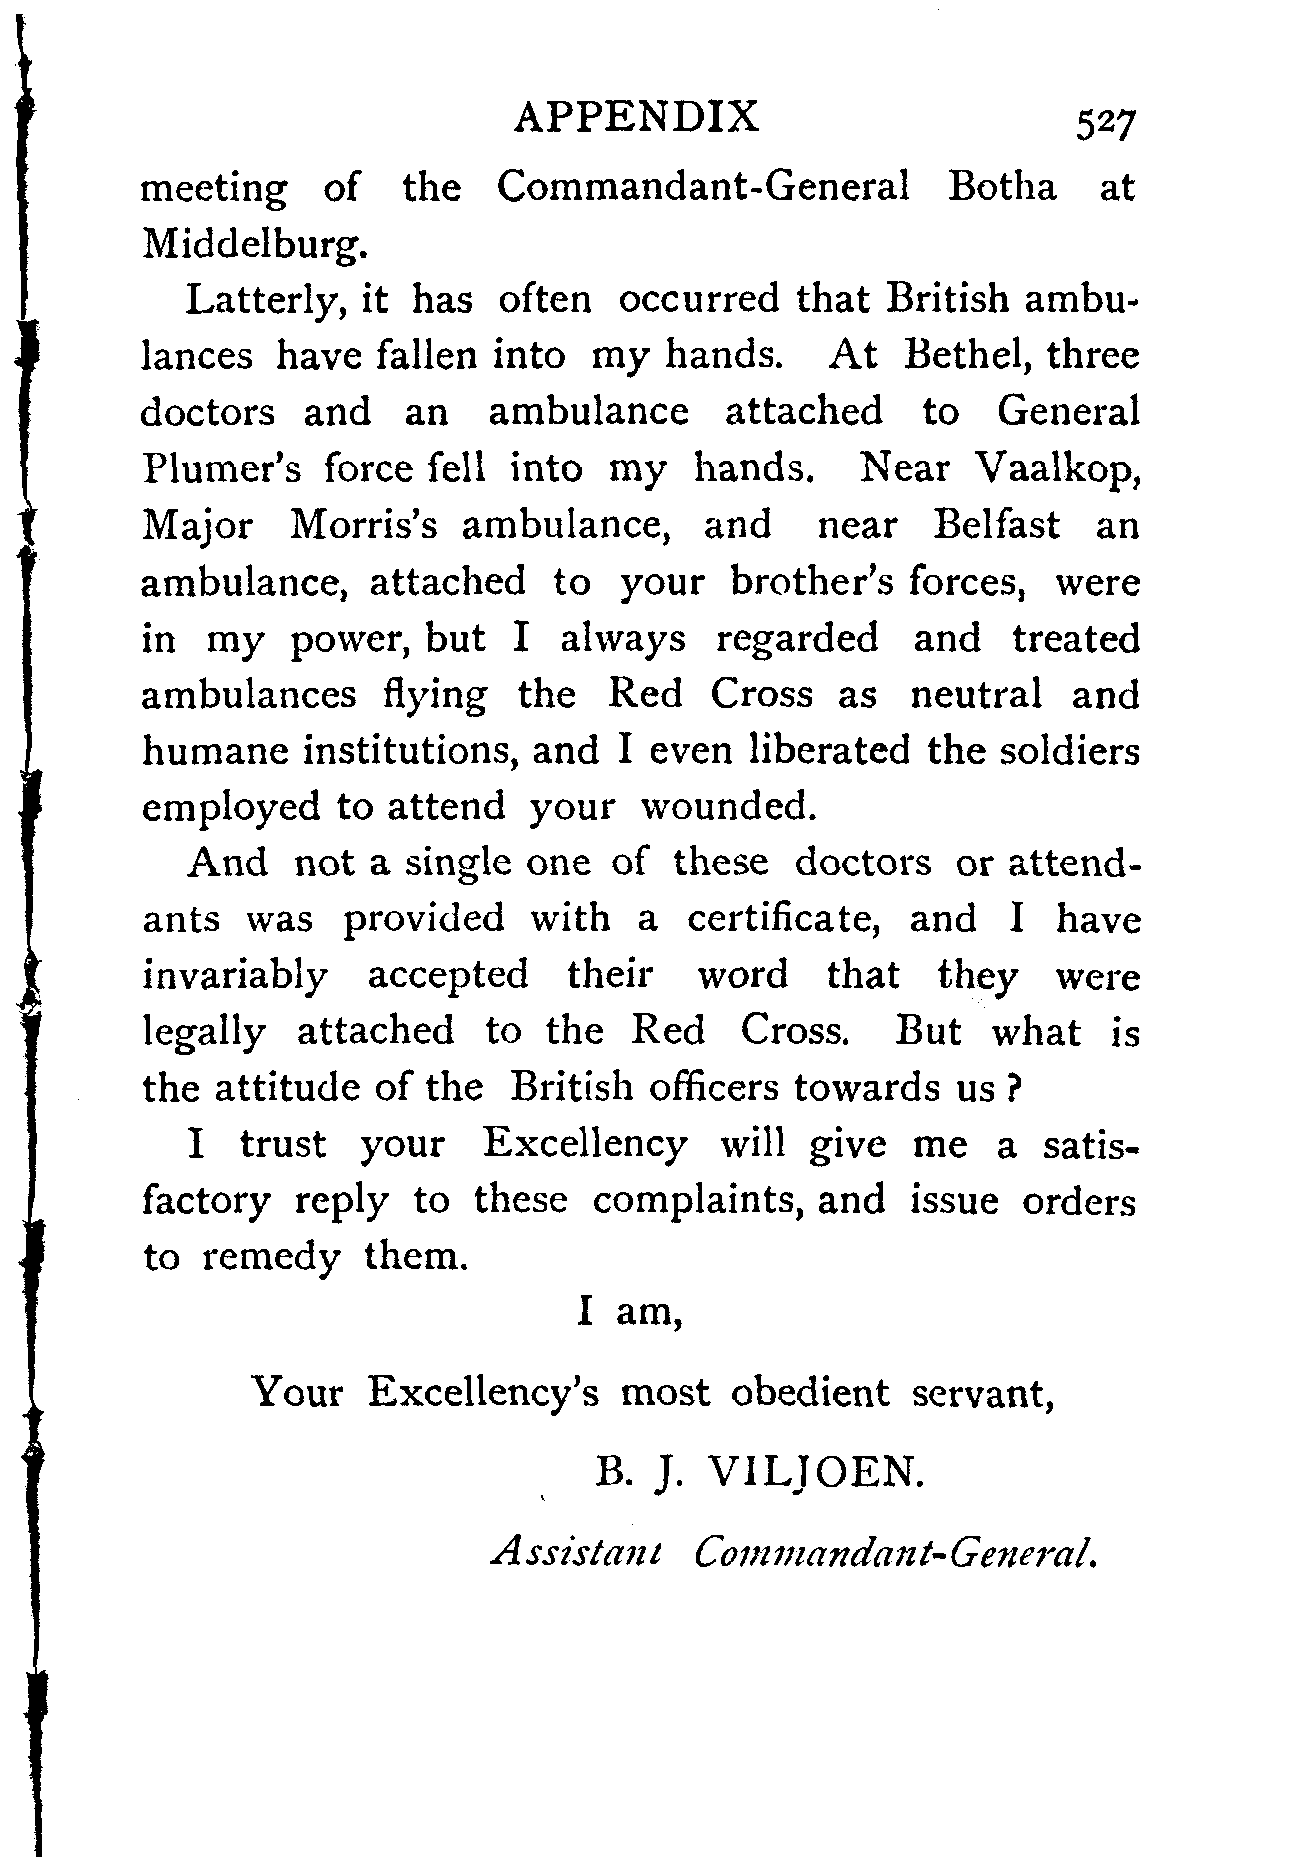 APPENDIX 527
meeting of the Commandant-General Botha at
Middelburg.
Latterly, it has often occurred that British ambu-
lances have fallen into my hands. At Bethel, three
doctors and an ambulance attached to General
Plumer's force fell into my hands. Near Vaalkop,
Major Morris's ambulance, and near Belfast an
ambulance, attached to your brother's forces, were
in my power, but I always regarded and treated
ambulances flying the Red Cross as neutral and
humane institutions, and I even liberated the soldiers
employed to attend your wounded.
And not a single one of these doctors or attend-
ants was provided with a certificate, and I have
invariably accepted their word that they were
legally attached to the Red Cross. But what is
the attitude of the British officers towards us ?
I trust your Excellency will give me a satis-
factory reply to these complaints, and issue orders
to remedy them.
I am,
Your Excellency's most obedient servant,
B. J. VILJOEN.
Assistant Commandant-General.